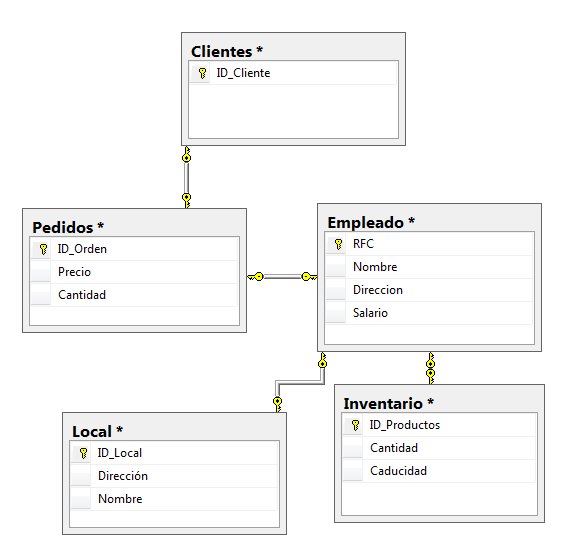 Clientes *
ID_Cliente
Pedidos *
ID_Orden
Precio
Cantidad
Empleado *
RFC
Nombre
Direccion
Salario
Local *
ID_Local
Dirección
Nombre
Inventario *
ID_Productos
Cantidad
Caducidad